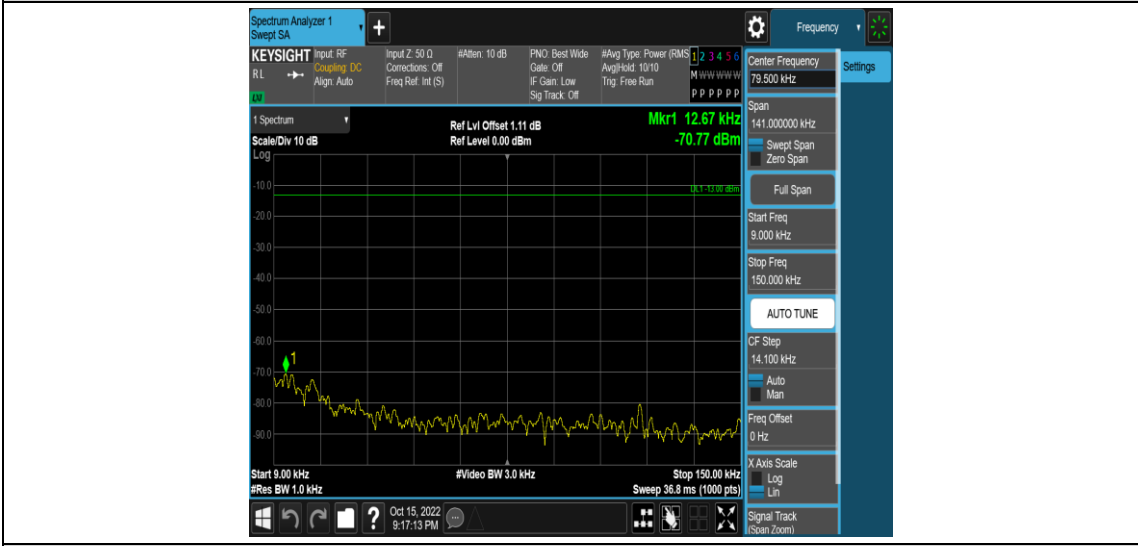 Spectrum Analyzer 1
Swept SA
+
Frequency
KEYSIGHT
RL
Input: RF
Coupling: DC
Align: Auto
Input Z: 50 Ω
Corrections: Off
Freq Ref: Int (S)
#Atten: 10 dB
PNO: Best Wide
Gate: Off
IF Gain: Low
Sig Track: Off
#Avg Type: Power (RMS
Avg|Hold: 10/10
Trig: Free Run
1 2 3 4 5 6
M W W W W W
P P P P P P
1 Spectrum
Scale/Div 10 dB
Log
Ref Lvl Offset 1.11 dB
Ref Level 0.00 dBm
Mkr1 12.67 kHz
-70.77 dBm
DL1 -13.00 dBm
-10.0
-20.0
-30.0
-40.0
-50.0
-60.0
-70.0
-80.0
-90.0
1
Start 9.00 kHz
#Res BW 1.0 kHz
#Video BW 3.0 kHz
Stop 150.00 kHz
Sweep 36.8 ms (1000 pts)
Oct 15, 2022
9:17:13 PM
?
Center Frequency
79.500 kHz
Settings
Span
141.000000 kHz
Swept Span
Zero Span
Full Span
Start Freq
9.000 kHz
Stop Freq
150.000 kHz
AUTO TUNE
CF Step
14.100 kHz
Auto
Man
Freq Offset
0 Hz
X Axis Scale
Log
Lin
Signal Track
(Span Zoom)